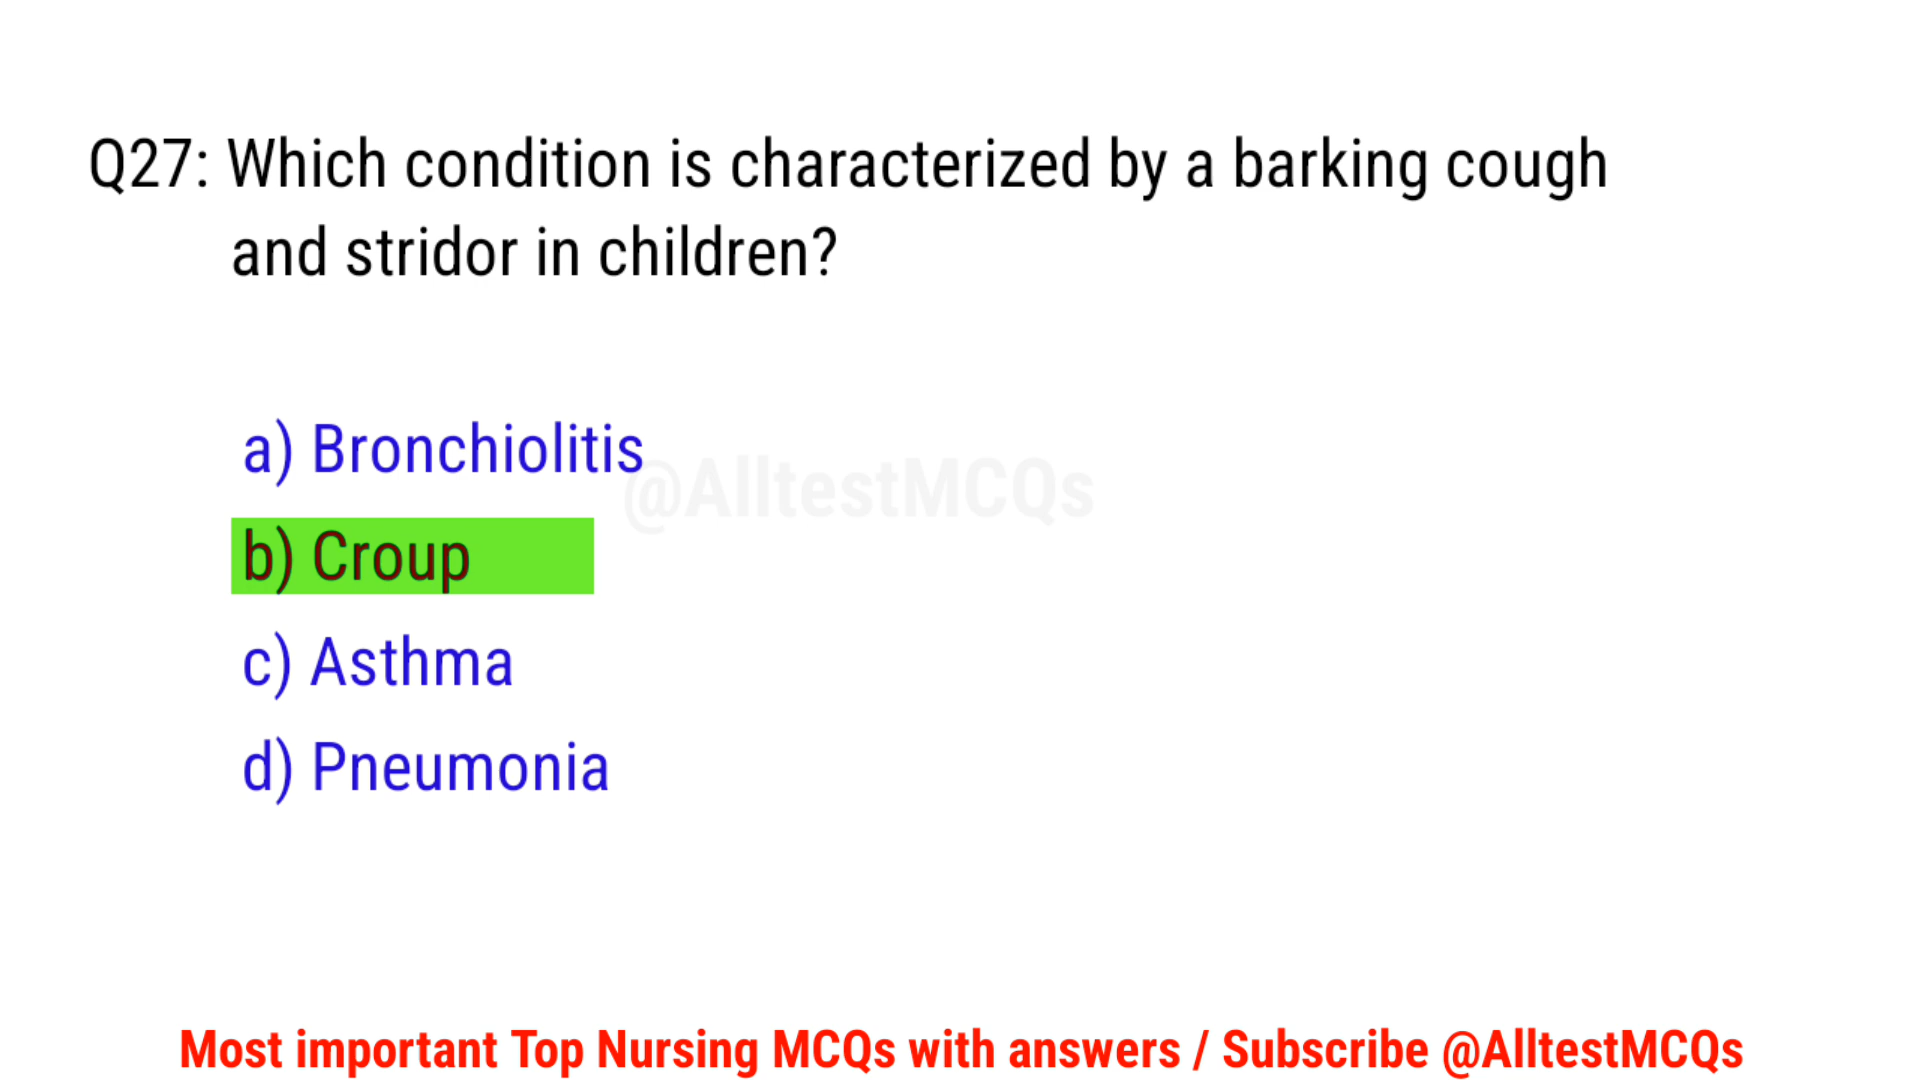 Q27: Which condition is characterized by a barking cough
and stridor in children?
a) Bronchiolitis
@AlltestMCQs
b) Croup
c) Asthma
d) Pneumonia
Most important Top Nursing MCQs with answers / Subscribe @AlltestMCQs